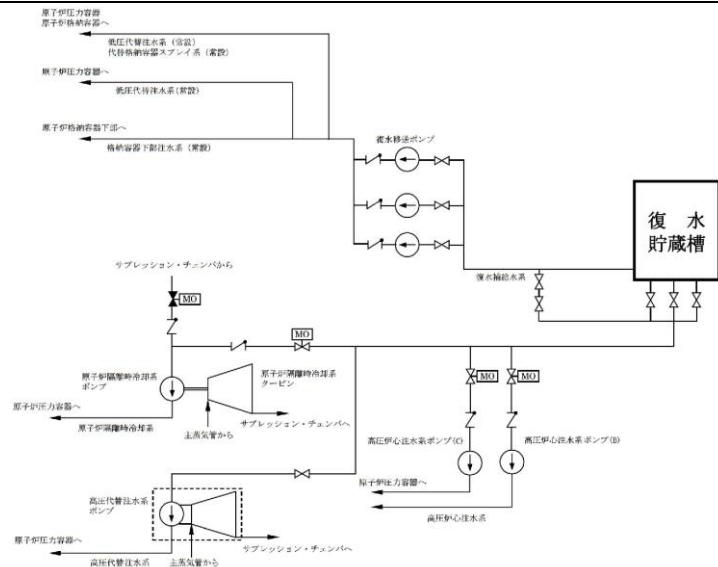 原子炉圧力容器
原子炉格納容器へ
低圧代替注水系(常設)
代替格納容器スプレイ系(常設)
原子炉圧力容器へ
低圧代替注水系(常設)
原子炉格納容器下部へ
格納容器下部注水系(常設)
復水移送ポンプ
復水
貯蔵槽
復水補給水系
サプレッション・チェンバから
MO
MO
原子炉隔離時冷却系
ポンプ
原子炉隔離時冷却系
タービン
MO
MO
原子炉圧力容器へ
原子炉隔離時冷却系
主蒸気管から
サプレッション・チェンバへ
高圧炉心注水系ポンプ(C)
高圧炉心注水系ポンプ(B)
原子炉圧力容器へ
高圧炉心注水系
高圧代替注水系
ポンプ
原子炉圧力容器へ
高圧代替注水系
主蒸気管から
サプレッション・チェンバへ